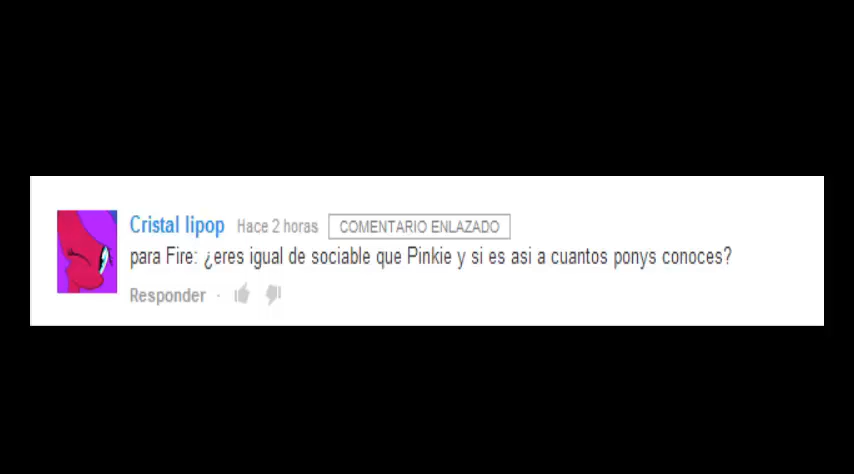 Cristal lipop Hace 2 horas COMENTARIO ENLAZADO
para Fire: ¿eres igual de sociable que Pinkie y si es asi a cuantos ponys conoces?
Responder ·